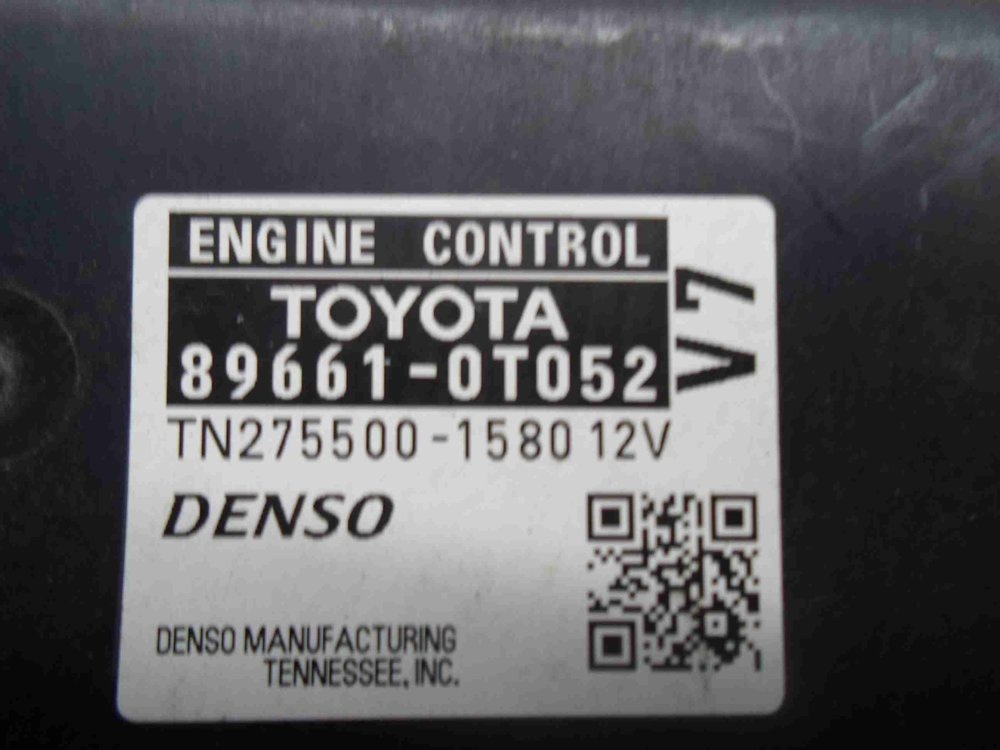 ENGINE CONTROL
TOYOTA
89661-0T052
V7
TN275500-1580 12V
DENSO
DENSO MANUFACTURING
TENNESSEE, INC.